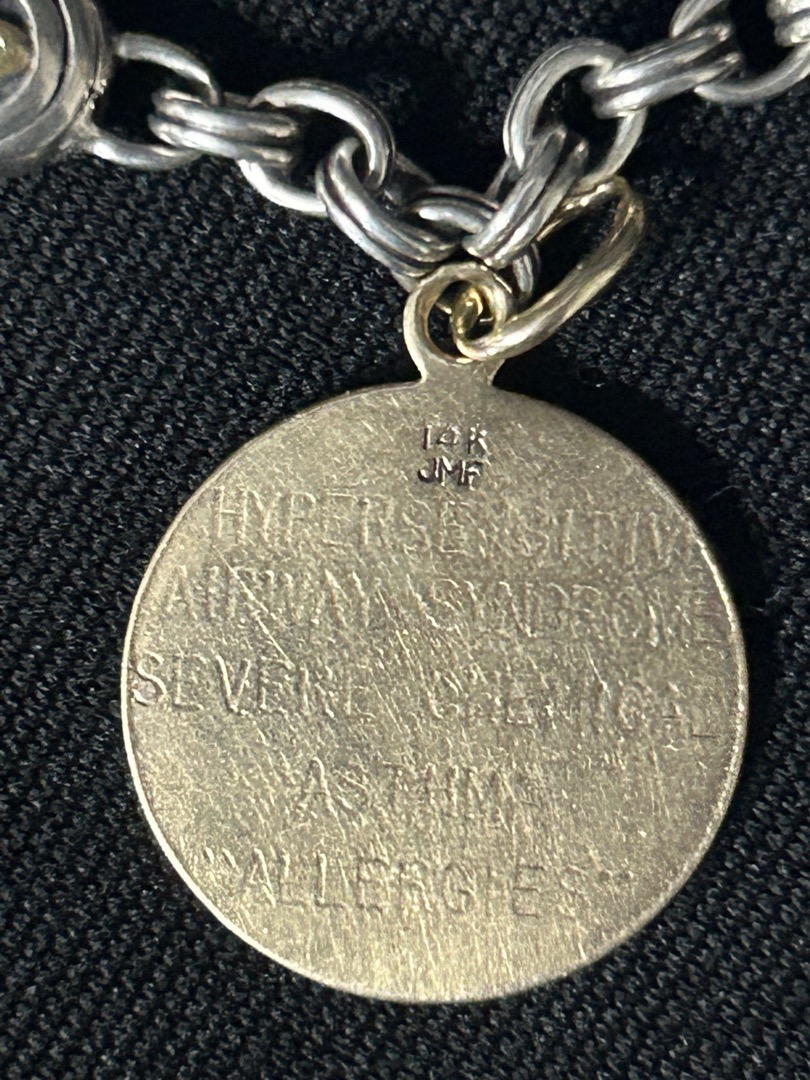 14K
JMF
HYPERSENSITIVE
AIRWAY SYNDROME
SEVERE CHEMICAL
ASTHMA
"ALLERGIES"